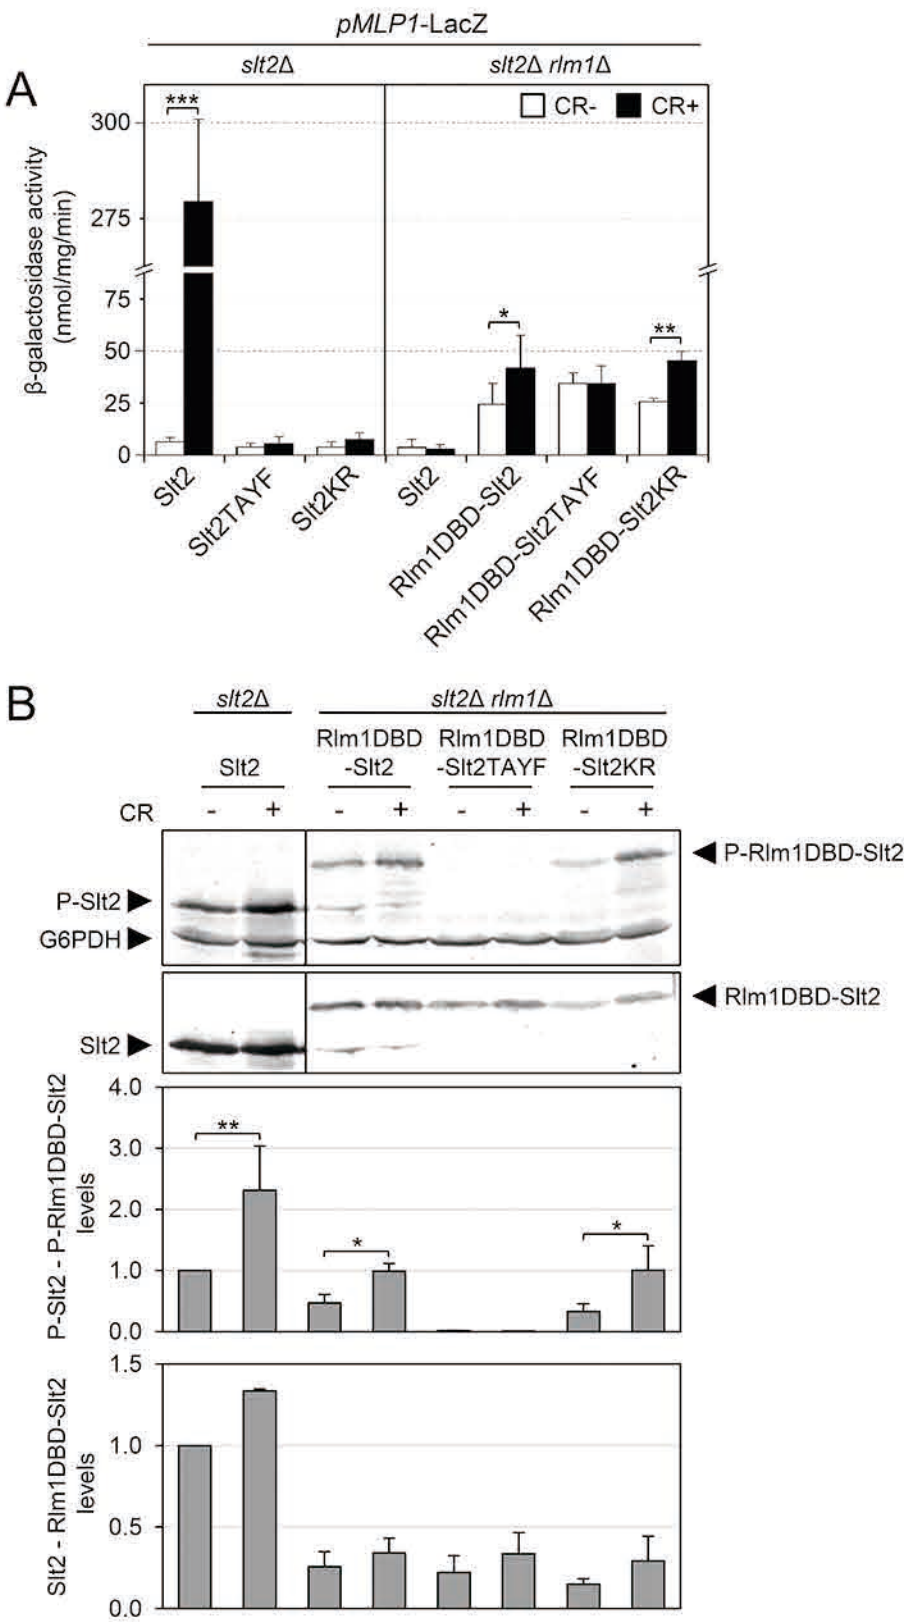 pMLP1-LacZ
slt2Δ
slt2Δ rlm1Δ
A
***
CR-
CR+
300
275
75
50
25
0
β-galactosidase activity
(nmol/mg/min)
*
**
Slt2
Slt2TAYF
Slt2KR
Slt2
Rlm1DBD-Slt2
Rlm1DBD-Slt2TAYF
Rlm1DBD-Slt2KR
B
slt2Δ
slt2Δ rlm1Δ
Slt2
Rlm1DBD
-Slt2
Rlm1DBD
-Slt2TAYF
Rlm1DBD
-Slt2KR
CR
- + - + - + - +
P-Rlm1DBD-Slt2
P-Slt2
G6PDH
Rlm1DBD-Slt2
Slt2
P-Slt2 - P-Rlm1DBD-Slt2
levels
4.0
3.0
2.0
1.0
0.0
**
*
*
Slt2 - Rlm1DBD-Slt2
levels
1.5
1.0
0.5
0.0